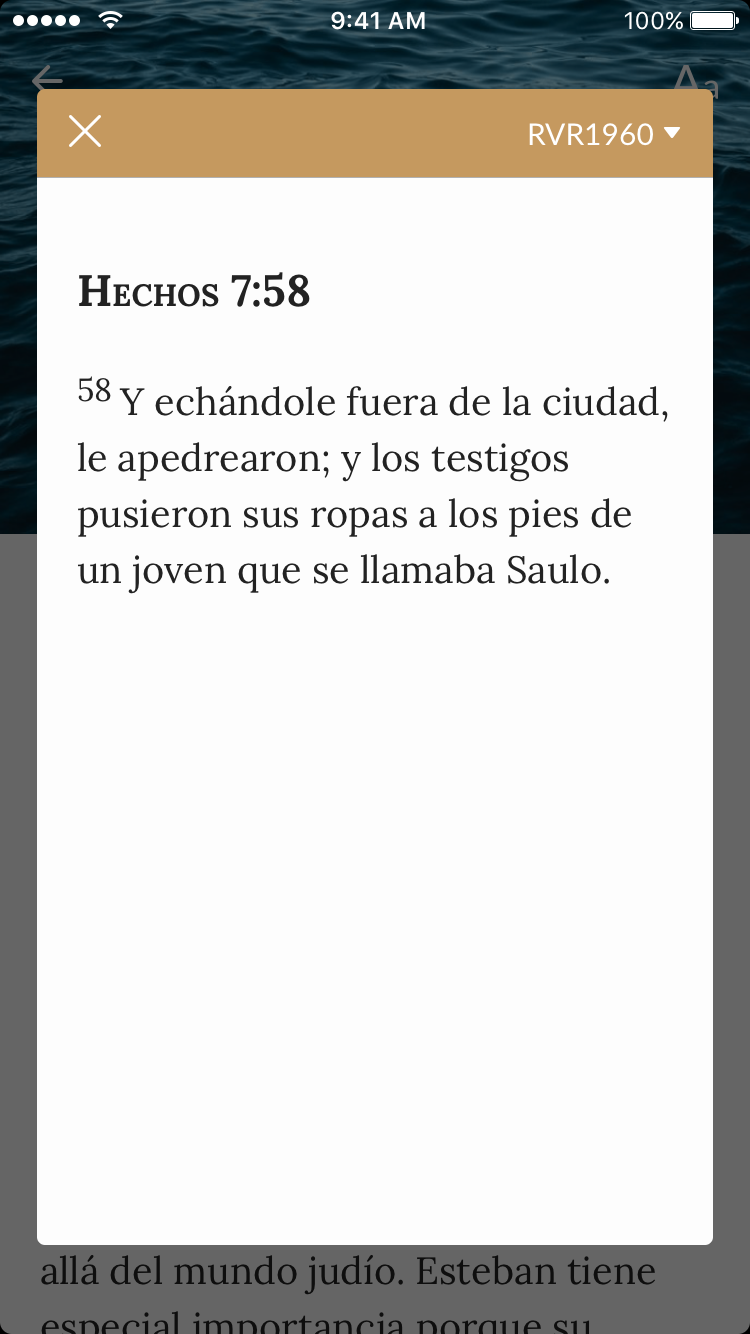 9:41 AM
100%
Aa
RVR1960
Hechos 7:58
58 Y echándole fuera de la ciudad,
le apedrearon; y los testigos
pusieron sus ropas a los pies de
un joven que se llamaba Saulo.
allá del mundo judío. Esteban tiene
especial importancia porque su